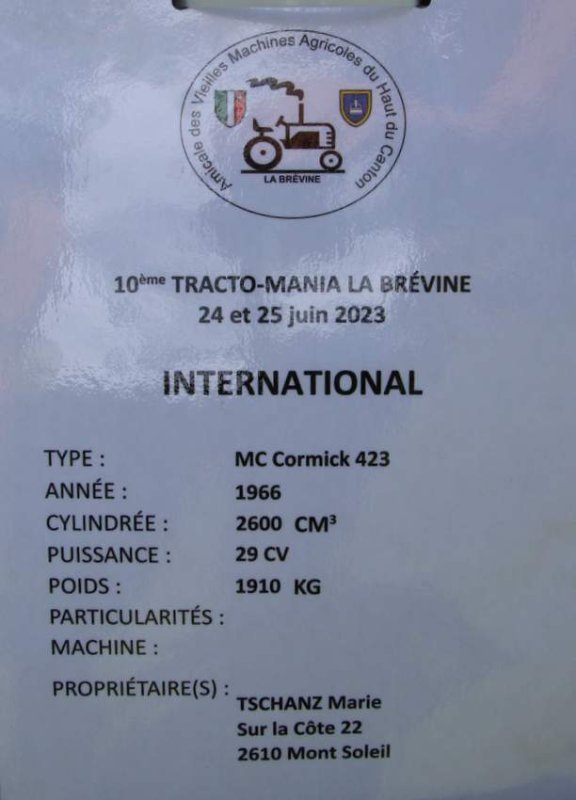 Amicale des Vieilles Machines Agricoles du Haut du Canton
LA BRÉVINE
10ème TRACTO-MANIA LA BRÉVINE
24 et 25 juin 2023
INTERNATIONAL
TYPE : MC Cormick 423
ANNÉE : 1966
CYLINDRÉE : 2600 CM³
PUISSANCE : 29 CV
POIDS : 1910 KG
PARTICULARITÉS :
MACHINE :
PROPRIÉTAIRE(S) : TSCHANZ Marie
Sur la Côte 22
2610 Mont Soleil